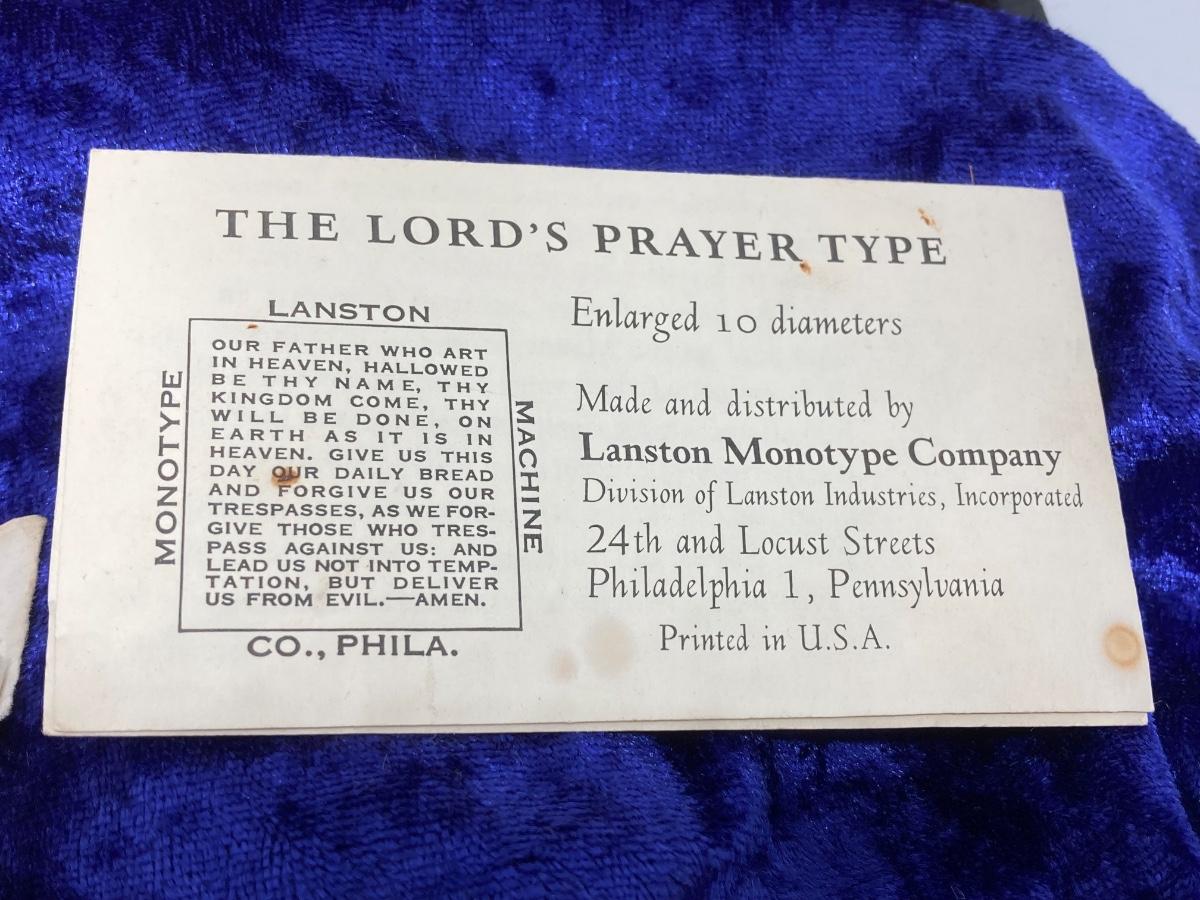 THE LORD'S PRAYER TYPE
LANSTON
MONOTYPE
OUR FATHER WHO ART
IN HEAVEN, HALLOWED
BE THY NAME, THY
KINGDOM COME, THY
WILL BE DONE, ON
EARTH AS IT IS IN
HEAVEN. GIVE US THIS
DAY OUR DAILY BREAD
AND FORGIVE US OUR
TRESPASSES, AS WE FOR-
GIVE THOSE WHO TRES-
PASS AGAINST US: AND
LEAD US NOT INTO TEMP-
TATION, BUT DELIVER
US FROM EVIL.—AMEN.
MACHINE
CO., PHILA.
Enlarged 10 diameters
Made and distributed by
Lanston Monotype Company
Division of Lanston Industries, Incorporated
24th and Locust Streets
Philadelphia 1, Pennsylvania
Printed in U.S.A.